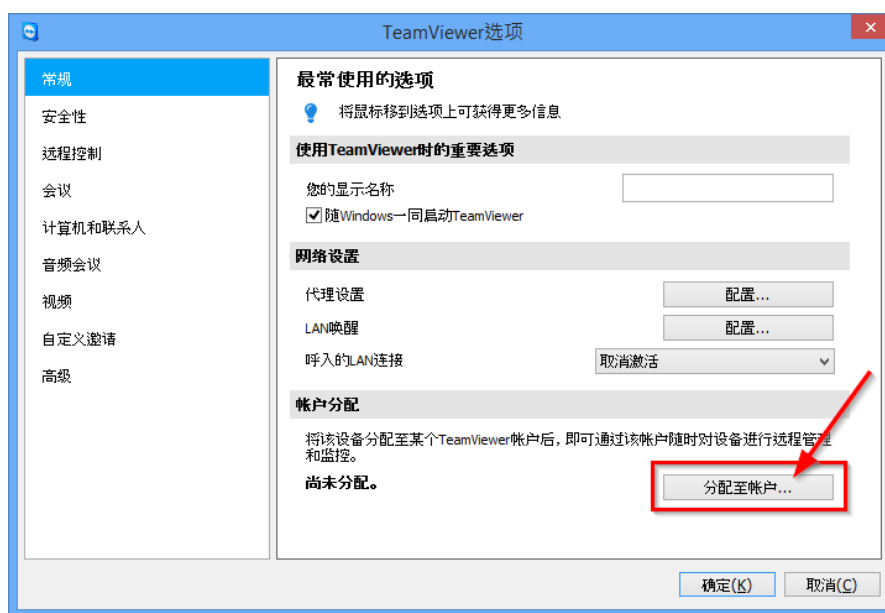 TeamViewer选项
常规
安全性
远程控制
会议
计算机和联系人
音频会议
视频
自定义邀请
高级
最常使用的选项
将鼠标移到选项上可获得更多信息
使用TeamViewer时的重要选项
您的显示名称
随Windows一同启动TeamViewer
网络设置
代理设置
配置...
LAN唤醒
配置...
呼入的LAN连接
取消激活
帐户分配
将该设备分配至某个TeamViewer帐户后，即可通过该帐户随时对设备进行远程管理
和监控。
尚未分配。
分配至帐户...
确定(K)
取消(C)